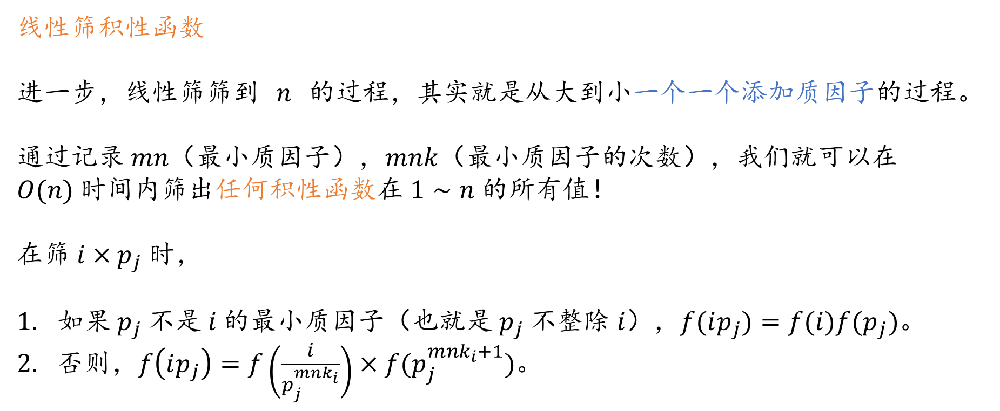 线性筛积性函数
进一步，线性筛筛到 n 的过程，其实就是从大到小一个一个添加质因子的过程。
通过记录 mn（最小质因子），mnk（最小质因子的次数），我们就可以在
O(n) 时间内筛出任何积性函数在 1 ~ n 的所有值！
在筛 i × p_j 时，
1. 如果 p_j 不是 i 的最小质因子（也就是 p_j 不整除 i），f(ip_j) = f(i)f(p_j)。
2. 否则，f(ip_j) = f(i/p_j^{mnk_i}) × f(p_j^{mnk_i+1})。